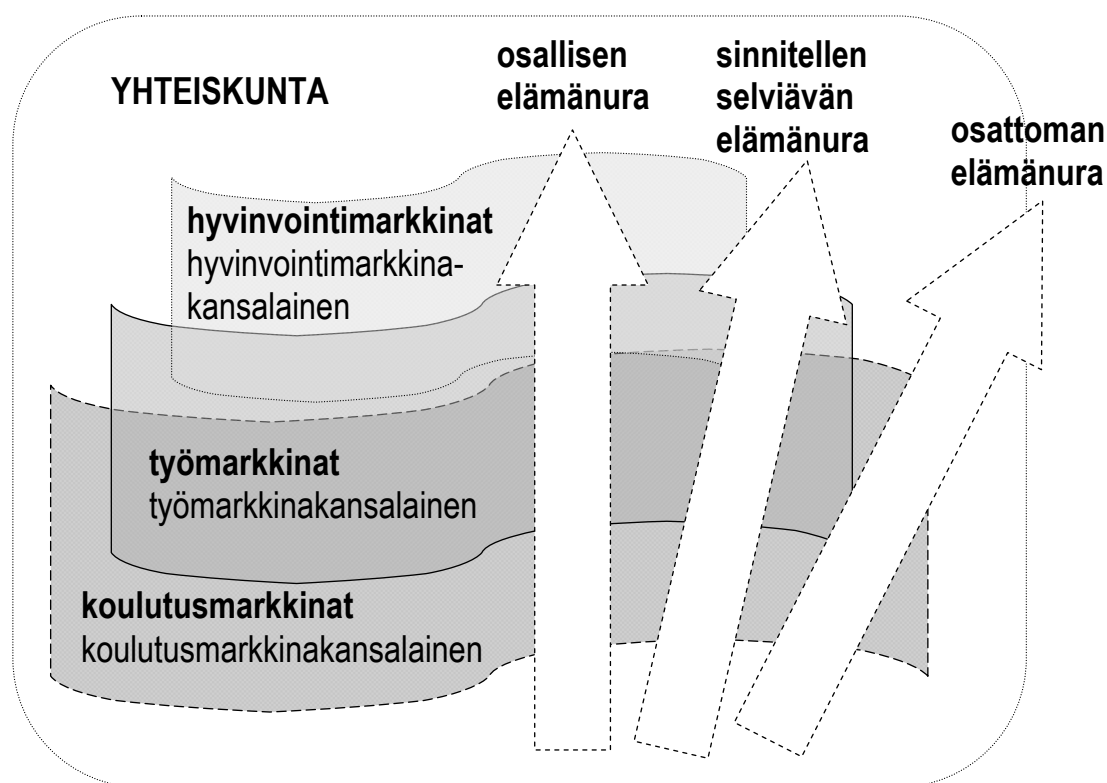 YHTEISKUNTA
osallisen
elämänura
sinnitellen
selviävän
elämänura
osattoman
elämänura
hyvinvointimarkkinat
hyvinvointimarkkina-
kansalainen
työmarkkinat
työmarkkinakansalainen
koulutusmarkkinat
koulutusmarkkinakansalainen